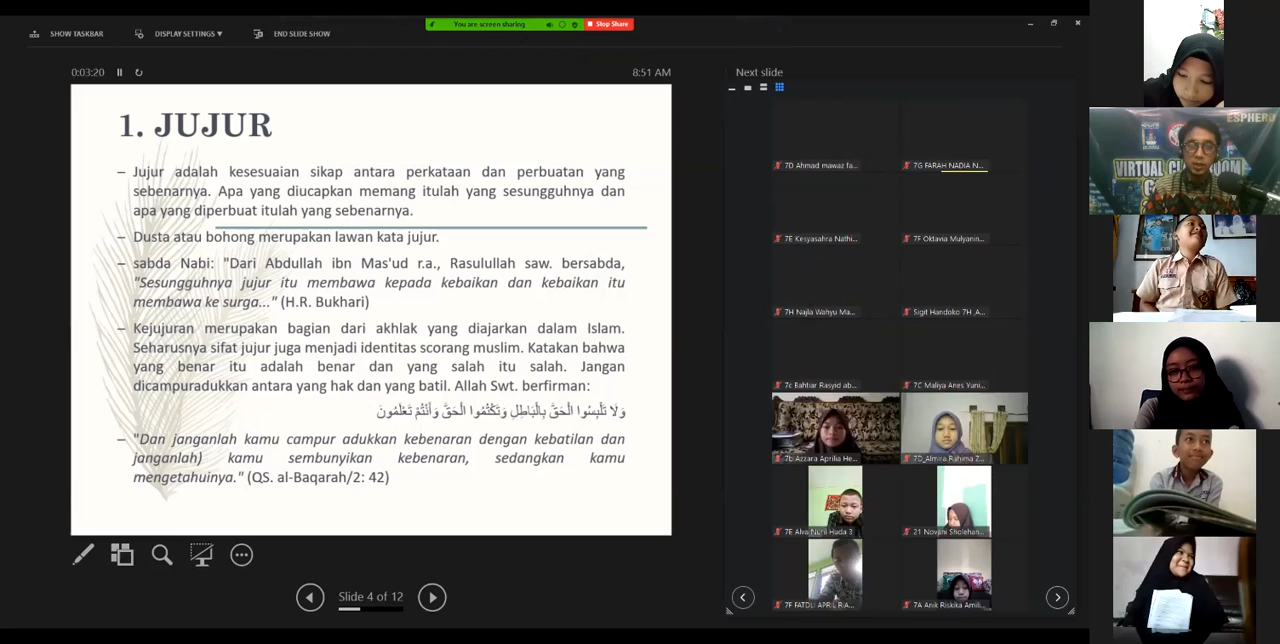 You are screen sharing
Stop Share
SHOW TASKBAR
DISPLAY SETTINGS ▾
END SLIDE SHOW
0:03:20
8:51 AM
Next slide
1. JUJUR
– Jujur adalah kesesuaian sikap antara perkataan dan perbuatan yang
sebenarnya. Apa yang diucapkan memang itulah yang sesungguhnya dan
apa yang diperbuat itulah yang sebenarnya.
– Dusta atau bohong merupakan lawan kata jujur.
– sabda Nabi: "Dari Abdullah ibn Mas'ud r.a., Rasulullah saw. bersabda,
"Sesungguhnya jujur itu membawa kepada kebaikan dan kebaikan itu
membawa ke surga..." (H.R. Bukhari)
– Kejujuran merupakan bagian dari akhlak yang diajarkan dalam Islam.
Seharusnya sifat jujur juga menjadi identitas scorang muslim. Katakan bahwa
yang benar itu adalah benar dan yang salah itu salah. Jangan
dicampuradukkan antara yang hak dan yang batil. Allah Swt. berfirman:
وَلَا تَلْبِسُوا الْحَقَّ بِالْبَاطِلِ وَتَكْتُمُوا الْحَقَّ وَأَنْتُمْ تَعْلَمُونَ
– "Dan janganlah kamu campur adukkan kebenaran dengan kebatilan dan
janganlah) kamu sembunyikan kebenaran, sedangkan kamu
mengetahuinya." (QS. al-Baqarah/2: 42)
Slide 4 of 12
7D Ahmad mawaz fa...
7G FARAH NADIA N...
7E Kesyasahra Nathi...
7F Oktavia Mulyanin...
7H Najla Wahyu Ma...
Sigit Handoko 7H ,A...
7c Bahtiar Rasyid ab...
7C Maliya Anes Yuni...
7b Azzara Aprilia He...
7D_Almea Rahima Z...
7E Alva Nuril Huda 3
21 Novani Sholehan...
7F FATDLI APRIL RIA...
7A Anik Riskika Amili...
ESPHERO
VIRTUAL CLASSROOM